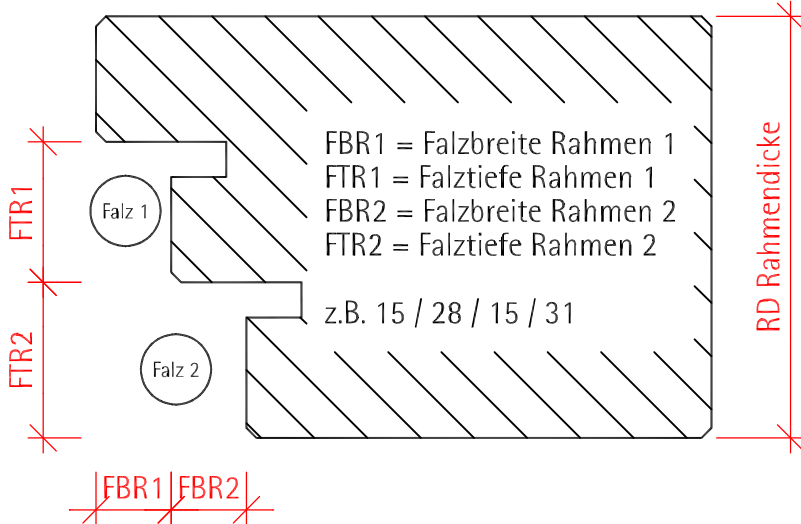 FBR1 = Falzbreite Rahmen 1
FTR1 = Falztiefe Rahmen 1
FBR2 = Falzbreite Rahmen 2
FTR2 = Falztiefe Rahmen 2
z.B. 15 / 28 / 15 / 31
FTR1
Falz 1
FTR2
Falz 2
RD Rahmendicke
FBR1
FBR2